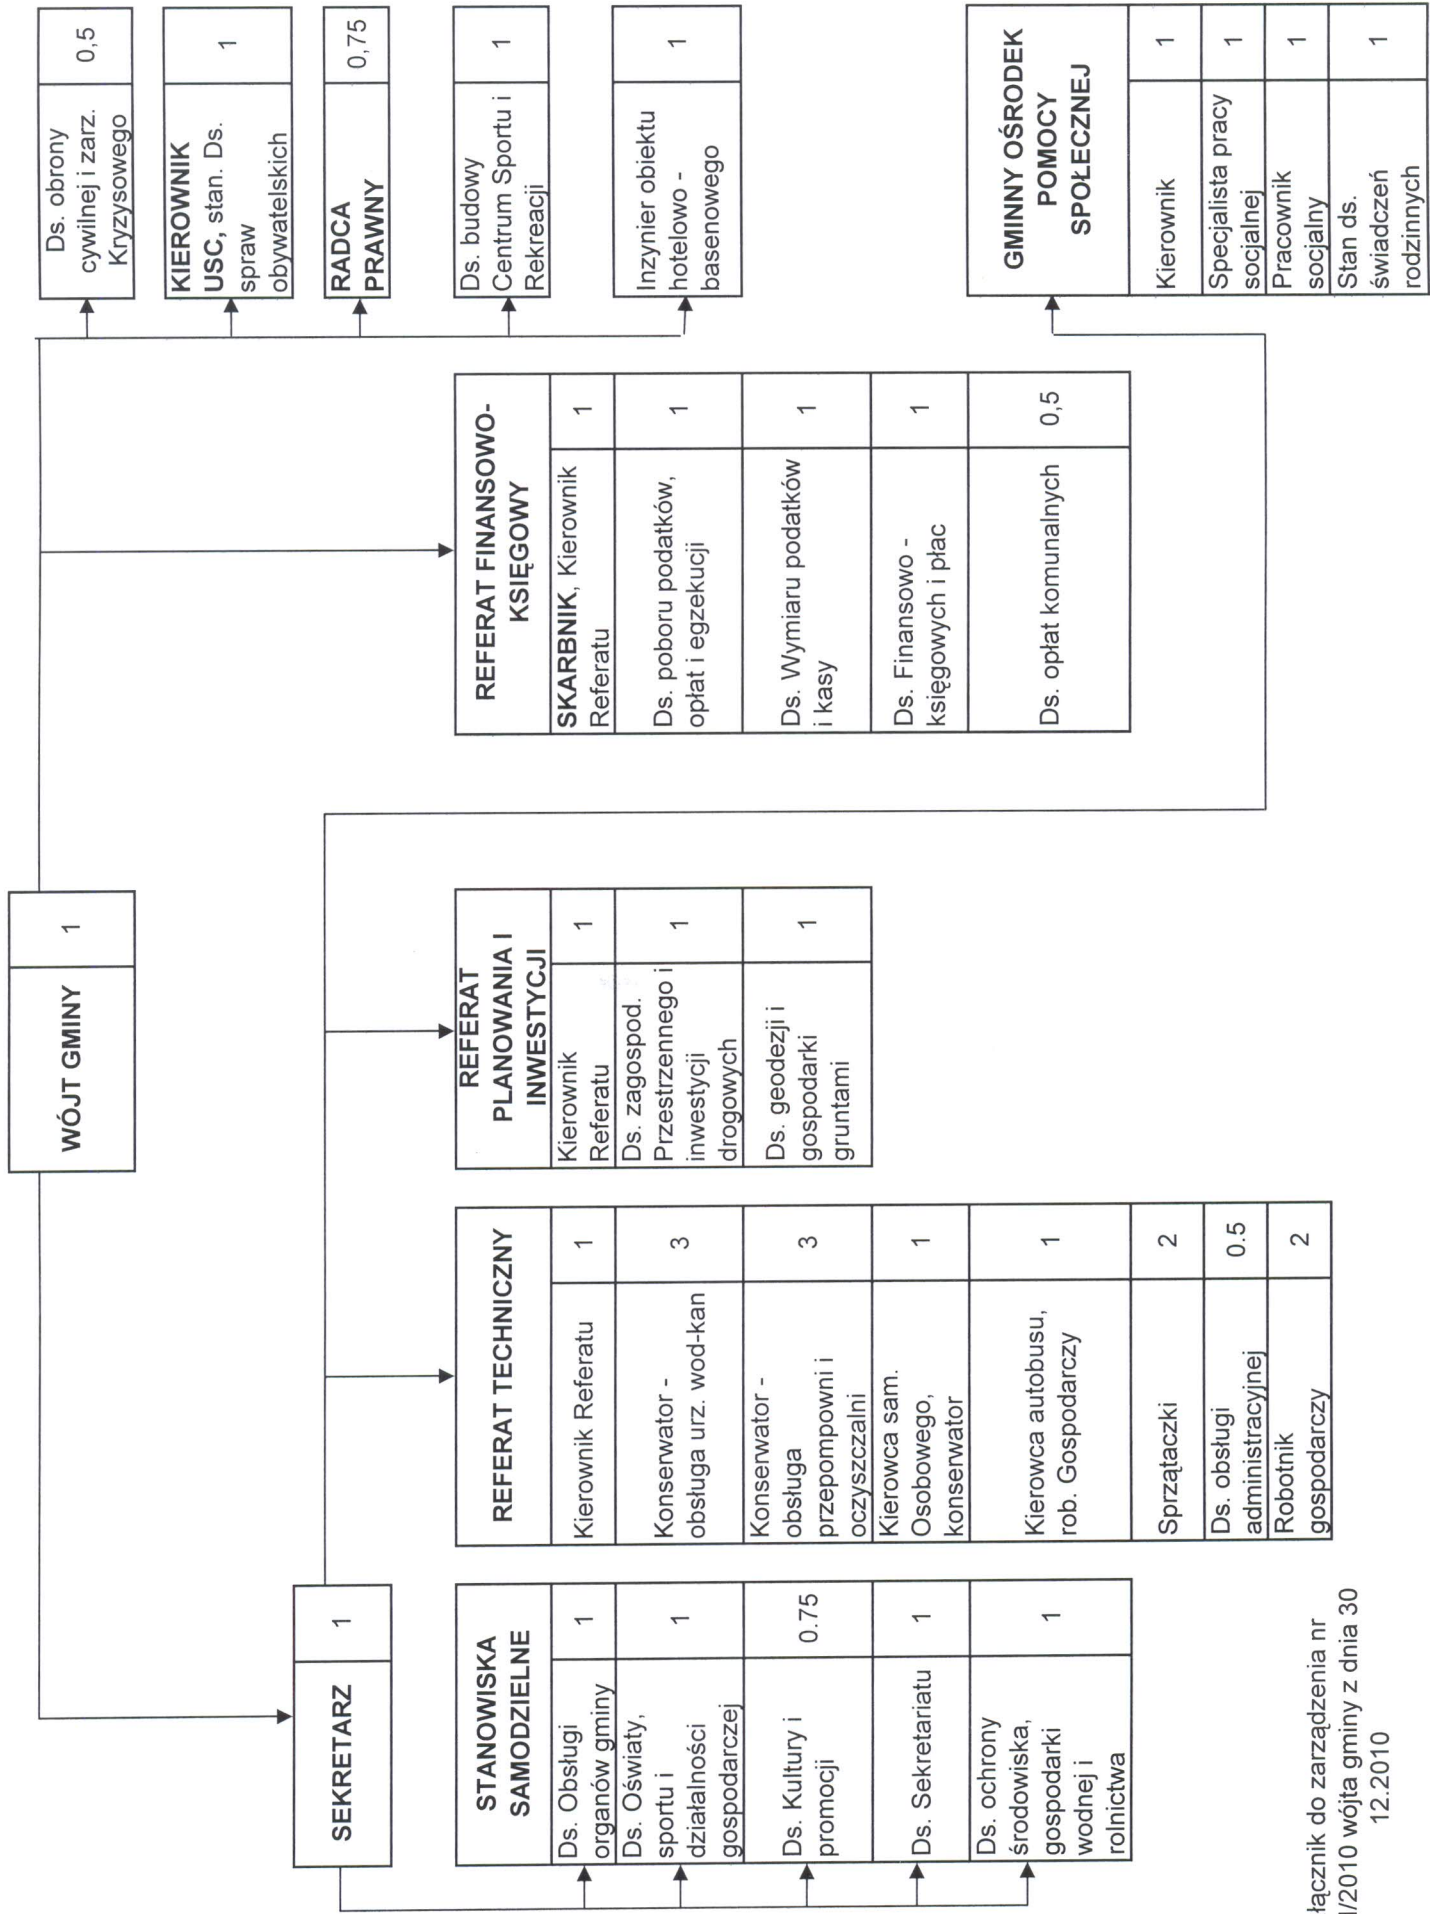 WÓJT GMINY 1
SEKRETARZ 1
STANOWISKA
SAMODZIELNE
Ds. Obsługi
organów gminy 1
Ds. Oświaty,
sportu i
działalności
gospodarczej 1
Ds. Kultury i
promocji 0.75
Ds. Sekretariatu 1
Ds. ochrony
środowiska,
gospodarki
wodnej i
rolnictwa 1
REFERAT TECHNICZNY
Kierownik Referatu 1
Konserwator -
obsługa urz. wod-kan 3
Konserwator -
obsługa
przepompowni i
oczyszczalni 3
Kierowca sam.
Osobowego,
konserwator 1
Kierowca autobusu,
rob. Gospodarczy 1
Sprzątaczki 2
Ds. obsługi
administracyjnej 0.5
Robotnik
gospodarczy 2
REFERAT
PLANOWANIA I
INWESTYCJI
Kierownik
Referatu 1
Ds. zagospod.
Przestrzennego i
inwestycji
drogowych 1
Ds. geodezji i
gospodarki
gruntami 1
REFERAT FINANSOWO-
KSIĘGOWY
SKARBNIK, Kierownik
Referatu 1
Ds. poboru podatków,
opłat i egzekucji 1
Ds. Wymiaru podatków
i kasy 1
Ds. Finansowo -
księgowych i płac 1
Ds. opłat komunalnych 0,5
Ds. obrony
cywilnej i zarz.
Kryzysowego 0,5
KIEROWNIK
USC, stan. Ds.
spraw
obywatelskich 1
RADCA
PRAWNY 0,75
Ds. budowy
Centrum Sportu i
Rekreacji 1
Inzynier obiektu
hotelowo -
basenowego 1
GMINNY OŚRODEK
POMOCY
SPOŁECZNEJ
Kierownik 1
Specjalista pracy
socjalnej 1
Pracownik
socjalny 1
Stan ds.
świadczeń
rodzinnych 1
łącznik do zarządzenia nr
/2010 wójta gminy z dnia 30
12.2010